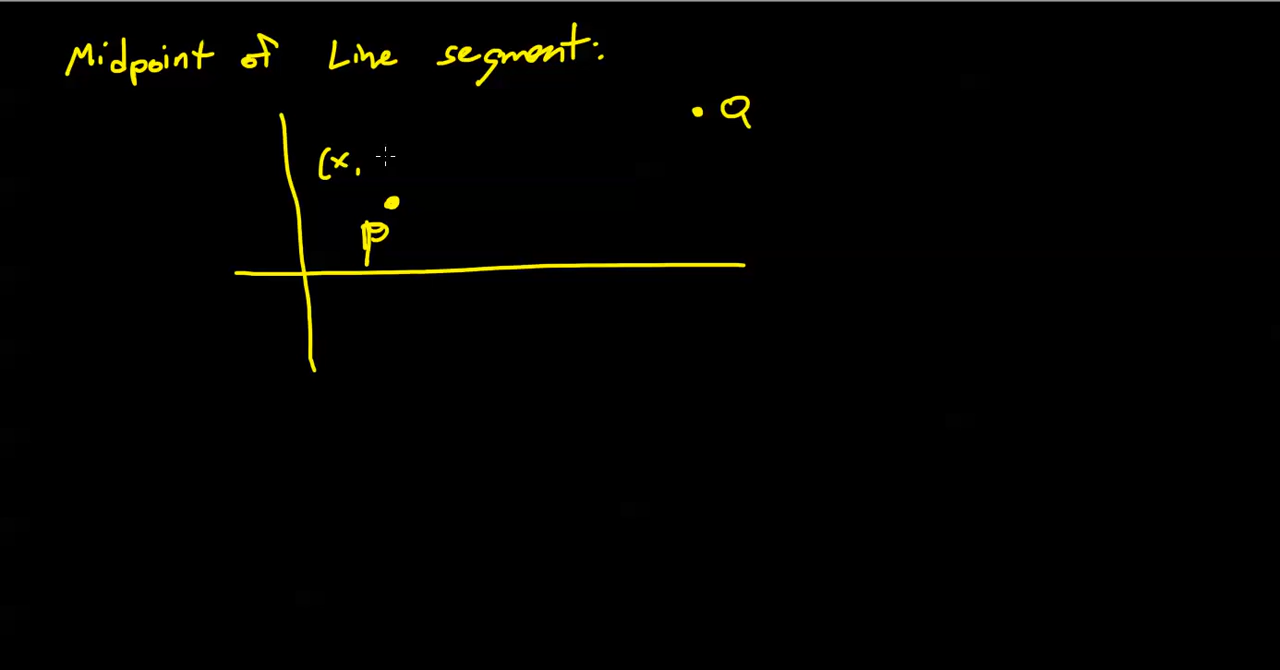 Midpoint of Line segment:
Q
(x,
P